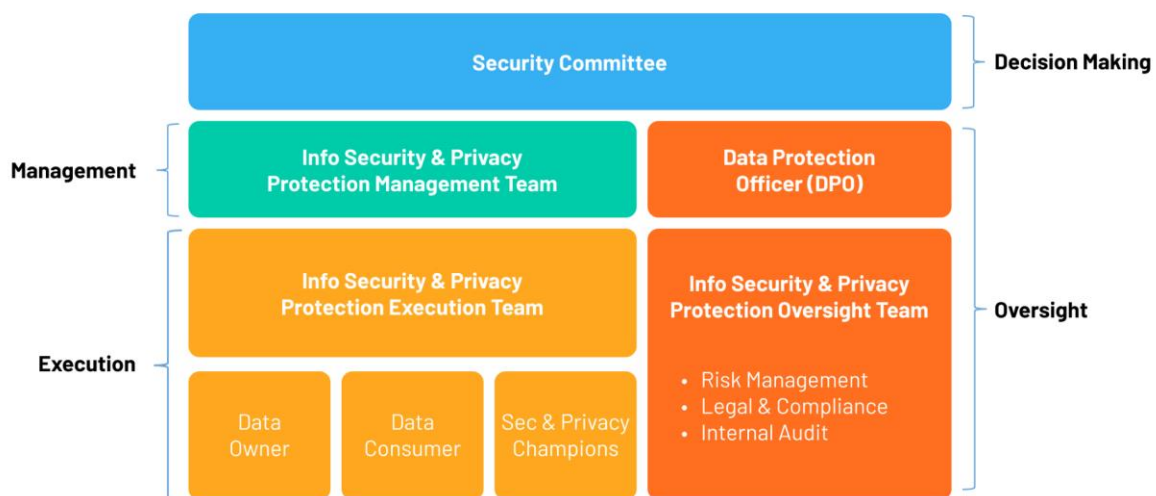 Security Committee
Decision Making
Management
Info Security & Privacy
Protection Management Team
Data Protection
Officer (DPO)
Execution
Info Security & Privacy
Protection Execution Team
Data
Owner
Data
Consumer
Sec & Privacy
Champions
Info Security & Privacy
Protection Oversight Team
• Risk Management
• Legal & Compliance
• Internal Audit
Oversight